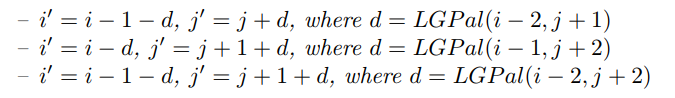 – i′ = i − 1 − d, j′ = j + d, where d = LGPal(i − 2, j + 1)
– i′ = i − d, j′ = j + 1 + d, where d = LGPal(i − 1, j + 2)
– i′ = i − 1 − d, j′ = j + 1 + d, where d = LGPal(i − 2, j + 2)